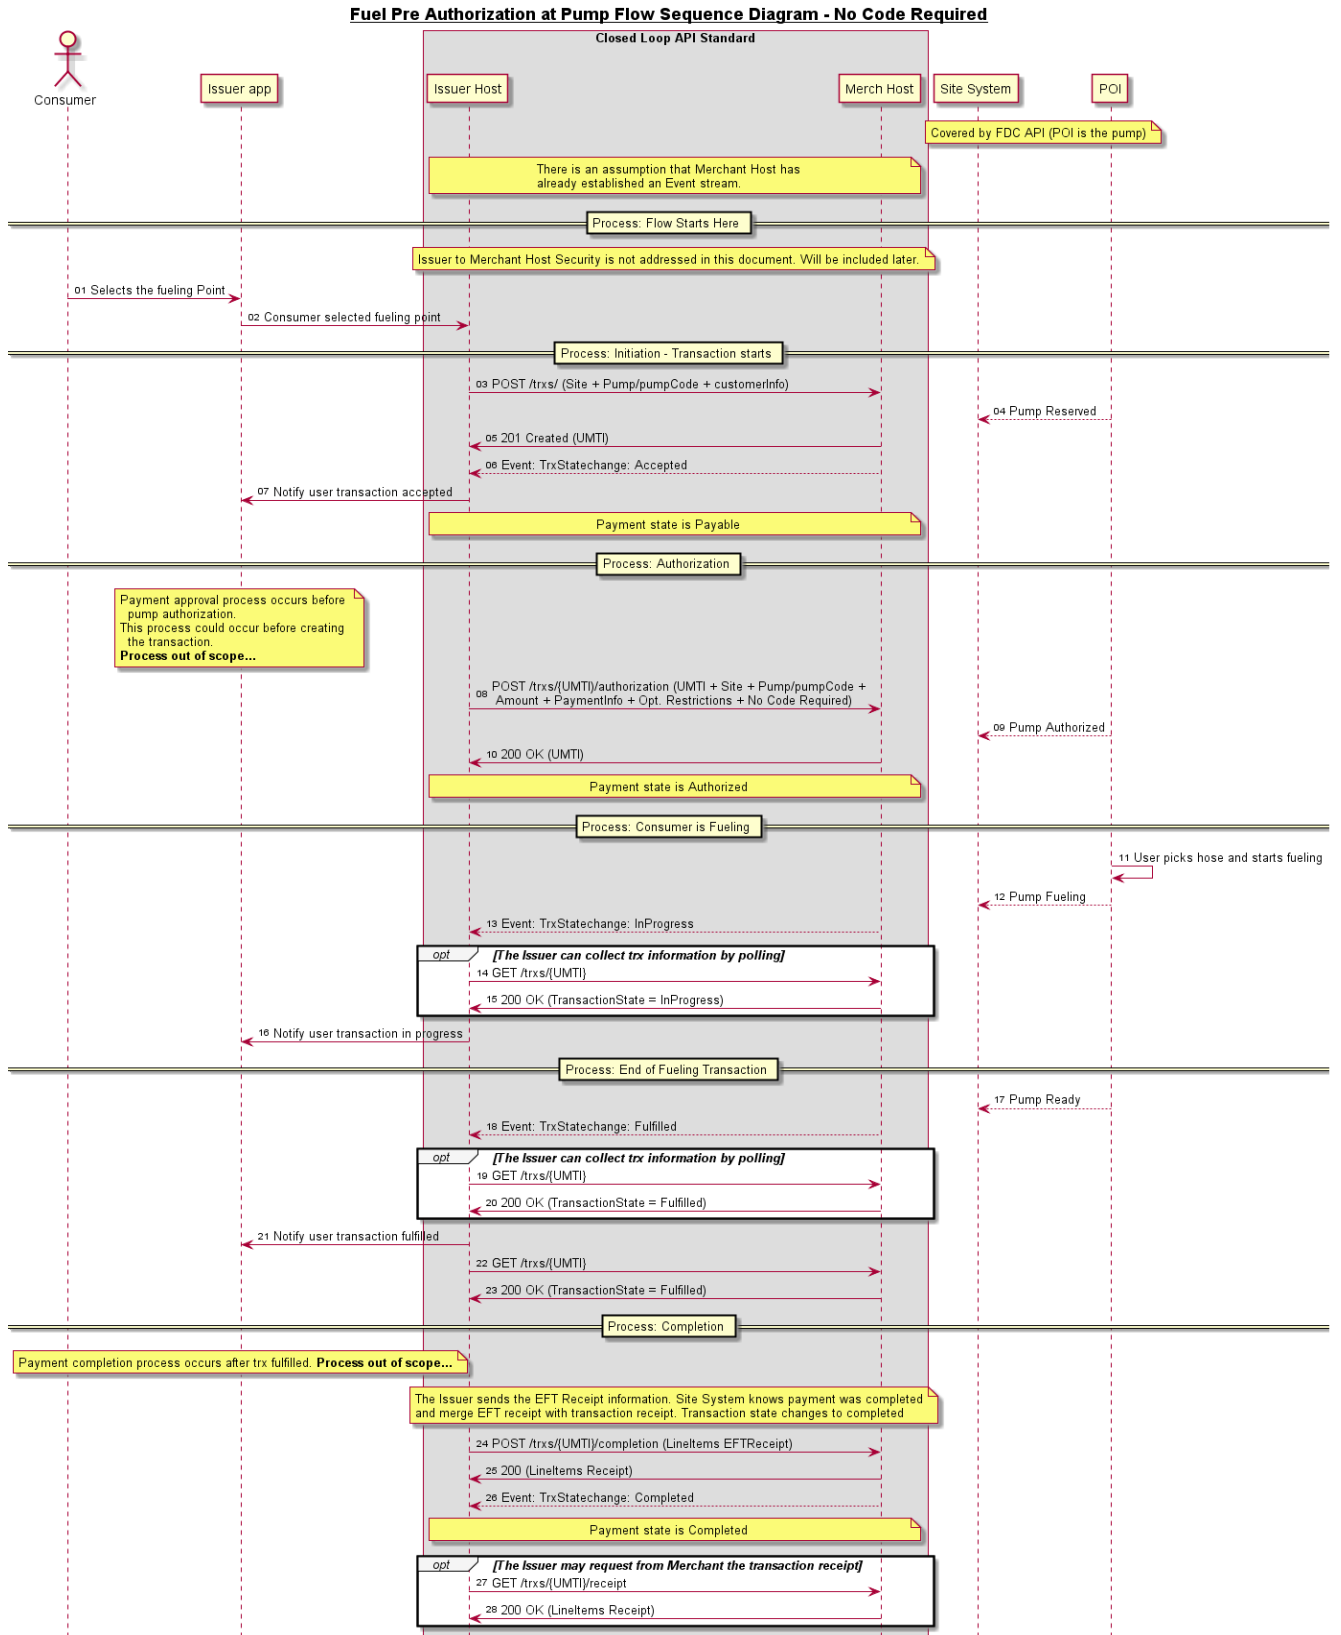 Fuel Pre Authorization at Pump Flow Sequence Diagram - No Code Required
Closed Loop API Standard
Consumer
Issuer app
Issuer Host
Merch Host
Site System
POI
Covered by FDC API (POI is the pump)
There is an assumption that Merchant Host has
already established an Event stream.
Process: Flow Starts Here
Issuer to Merchant Host Security is not addressed in this document. Will be included later.
01 Selects the fueling Point
02 Consumer selected fueling point
Process: Initiation - Transaction starts
03 POST /trxs/ (Site + Pump/pumpCode + customerInfo)
04 Pump Reserved
05 201 Created (UMTI)
06 Event: TrxStatechange: Accepted
07 Notify user transaction accepted
Payment state is Payable
Process: Authorization
Payment approval process occurs before
pump authorization.
This process could occur before creating
the transaction.
Process out of scope...
08 POST /trxs/{UMTI}/authorization (UMTI + Site + Pump/pumpCode +
Amount + PaymentInfo + Opt. Restrictions + No Code Required)
09 Pump Authorized
10 200 OK (UMTI)
Payment state is Authorized
Process: Consumer is Fueling
11 User picks hose and starts fueling
12 Pump Fueling
13 Event: TrxStatechange: InProgress
opt [The Issuer can collect trx information by polling]
14 GET /trxs/{UMTI}
15 200 OK (TransactionState = InProgress)
16 Notify user transaction in progress
Process: End of Fueling Transaction
17 Pump Ready
18 Event: TrxStatechange: Fulfilled
opt [The Issuer can collect trx information by polling]
19 GET /trxs/{UMTI}
20 200 OK (TransactionState = Fulfilled)
21 Notify user transaction fulfilled
22 GET /trxs/{UMTI}
23 200 OK (TransactionState = Fulfilled)
Process: Completion
Payment completion process occurs after trx fulfilled. Process out of scope...
The Issuer sends the EFT Receipt information. Site System knows payment was completed
and merge EFT receipt with transaction receipt. Transaction state changes to completed
24 POST /trxs/{UMTI}/completion (LineItems EFTReceipt)
25 200 (LineItems Receipt)
26 Event: TrxStatechange: Completed
Payment state is Completed
opt [The Issuer may request from Merchant the transaction receipt]
27 GET /trxs/{UMTI}/receipt
28 200 OK (LineItems Receipt)